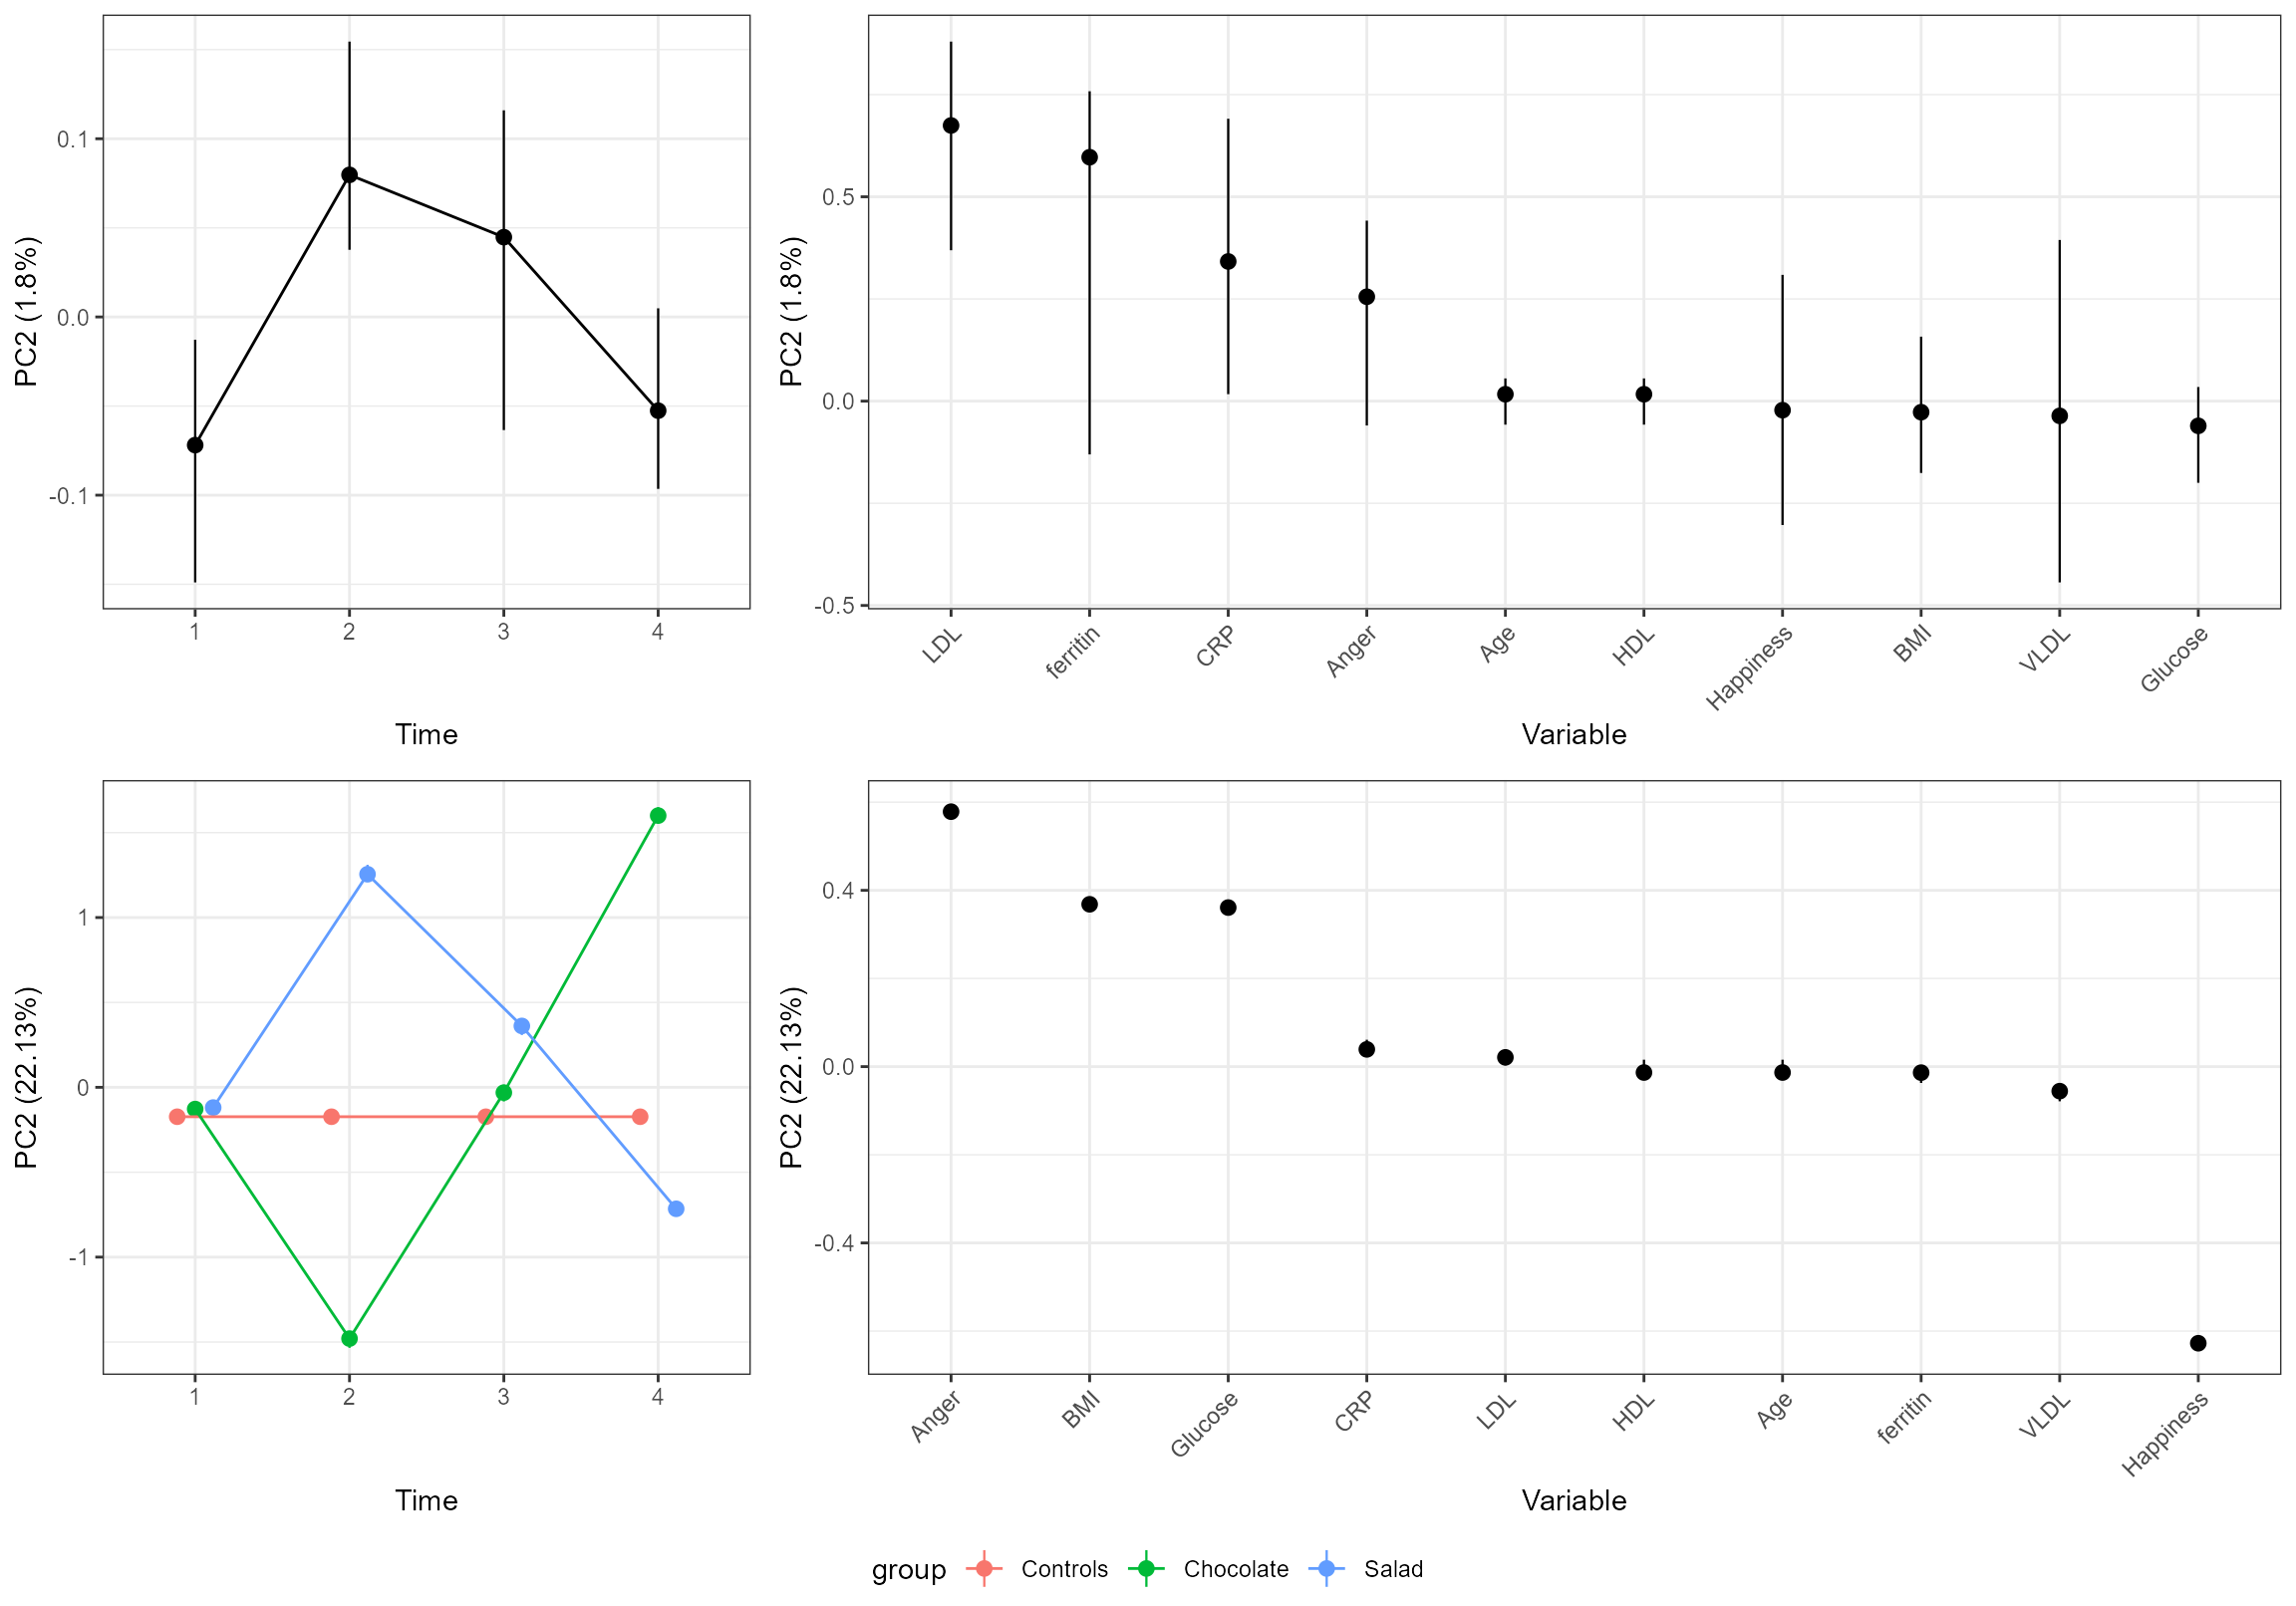 PC2 (1.8%)
0.1
0.0
-0.1
1 2 3 4
Time
PC2 (1.8%)
0.5
0.0
-0.5
LDL ferritin CRP Anger Age HDL Happiness BMI VLDL Glucose
Variable
PC2 (22.13%)
1
0
-1
1 2 3 4
Time
PC2 (22.13%)
0.4
0.0
-0.4
Anger BMI Glucose CRP LDL HDL Age ferritin VLDL Happiness
Variable
group Controls Chocolate Salad